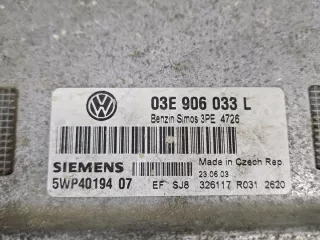 03E 906 033 L
Benzin Simos 3PE 4726
SIEMENS
Made in Czech Rep.
23.06.03
5WP40194 07
EF SJ8 326117 R031 2620